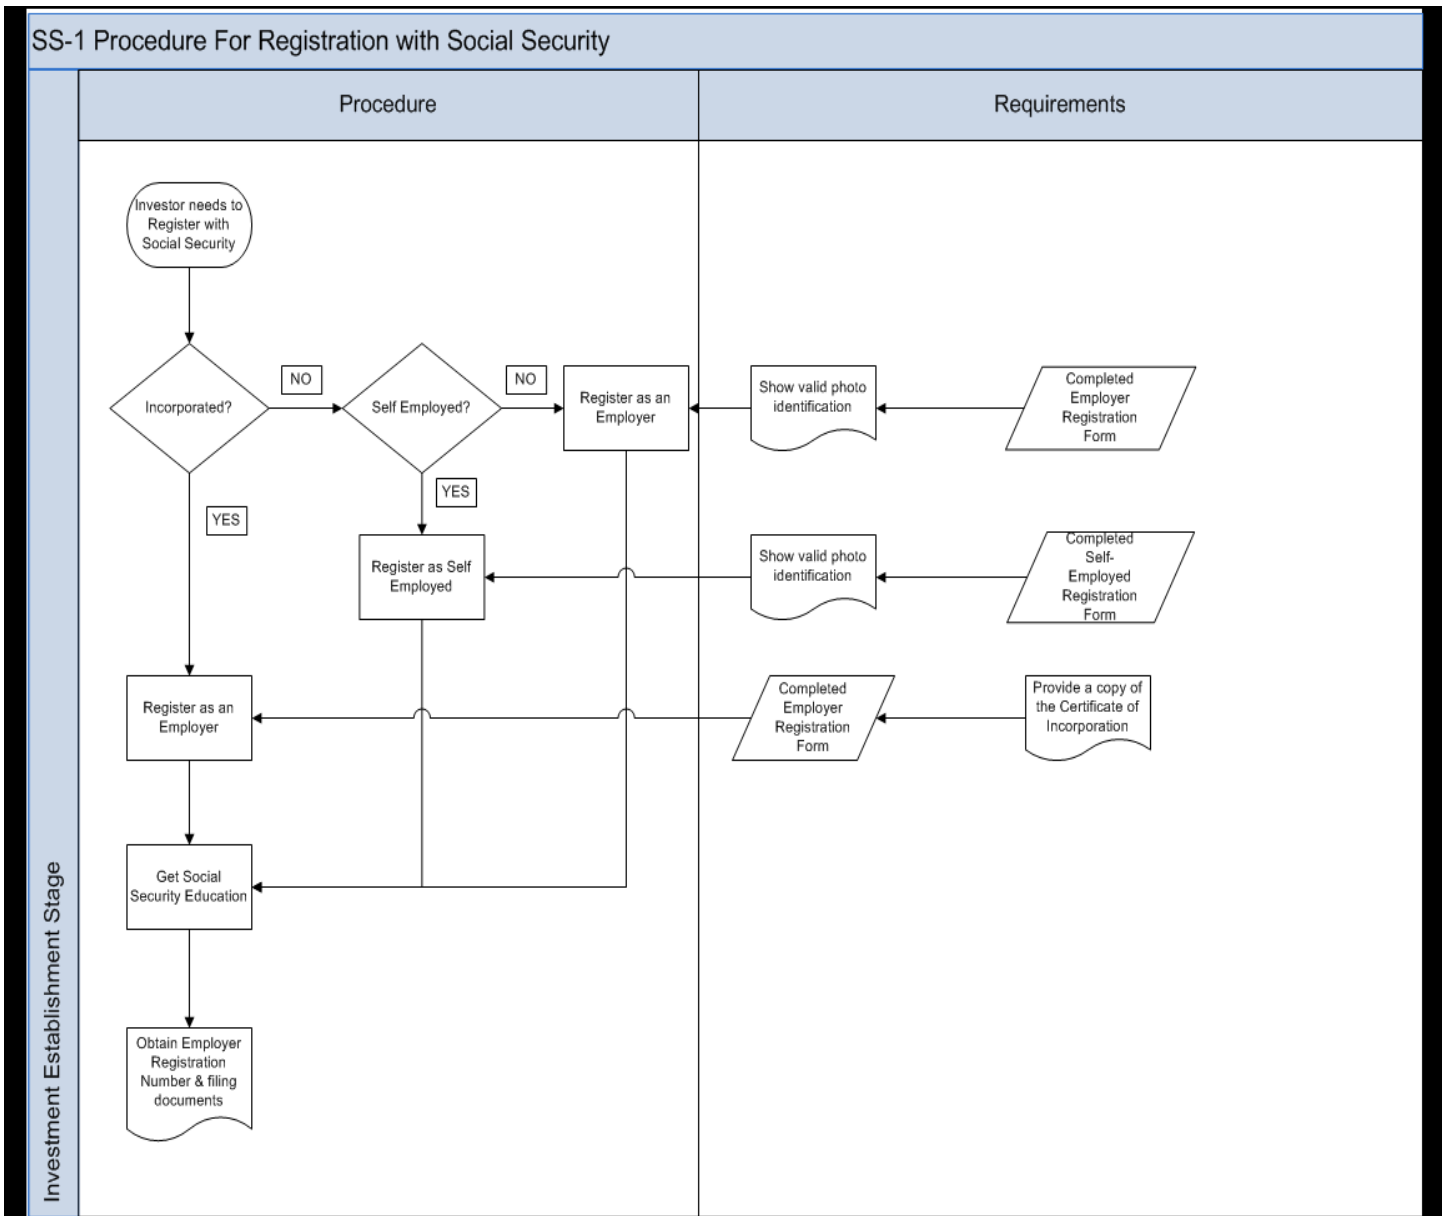 SS-1 Procedure For Registration with Social Security
Procedure
Requirements
Investment Establishment Stage
Investor needs to
Register with
Social Security
Incorporated?
NO
Self Employed?
NO
Register as an
Employer
Show valid photo
identification
Completed
Employer
Registration
Form
YES
YES
Register as Self
Employed
Show valid photo
identification
Completed
Self-
Employed
Registration
Form
Register as an
Employer
Completed
Employer
Registration
Form
Provide a copy of
the Certificate of
Incorporation
Get Social
Security Education
Obtain Employer
Registration
Number & filing
documents